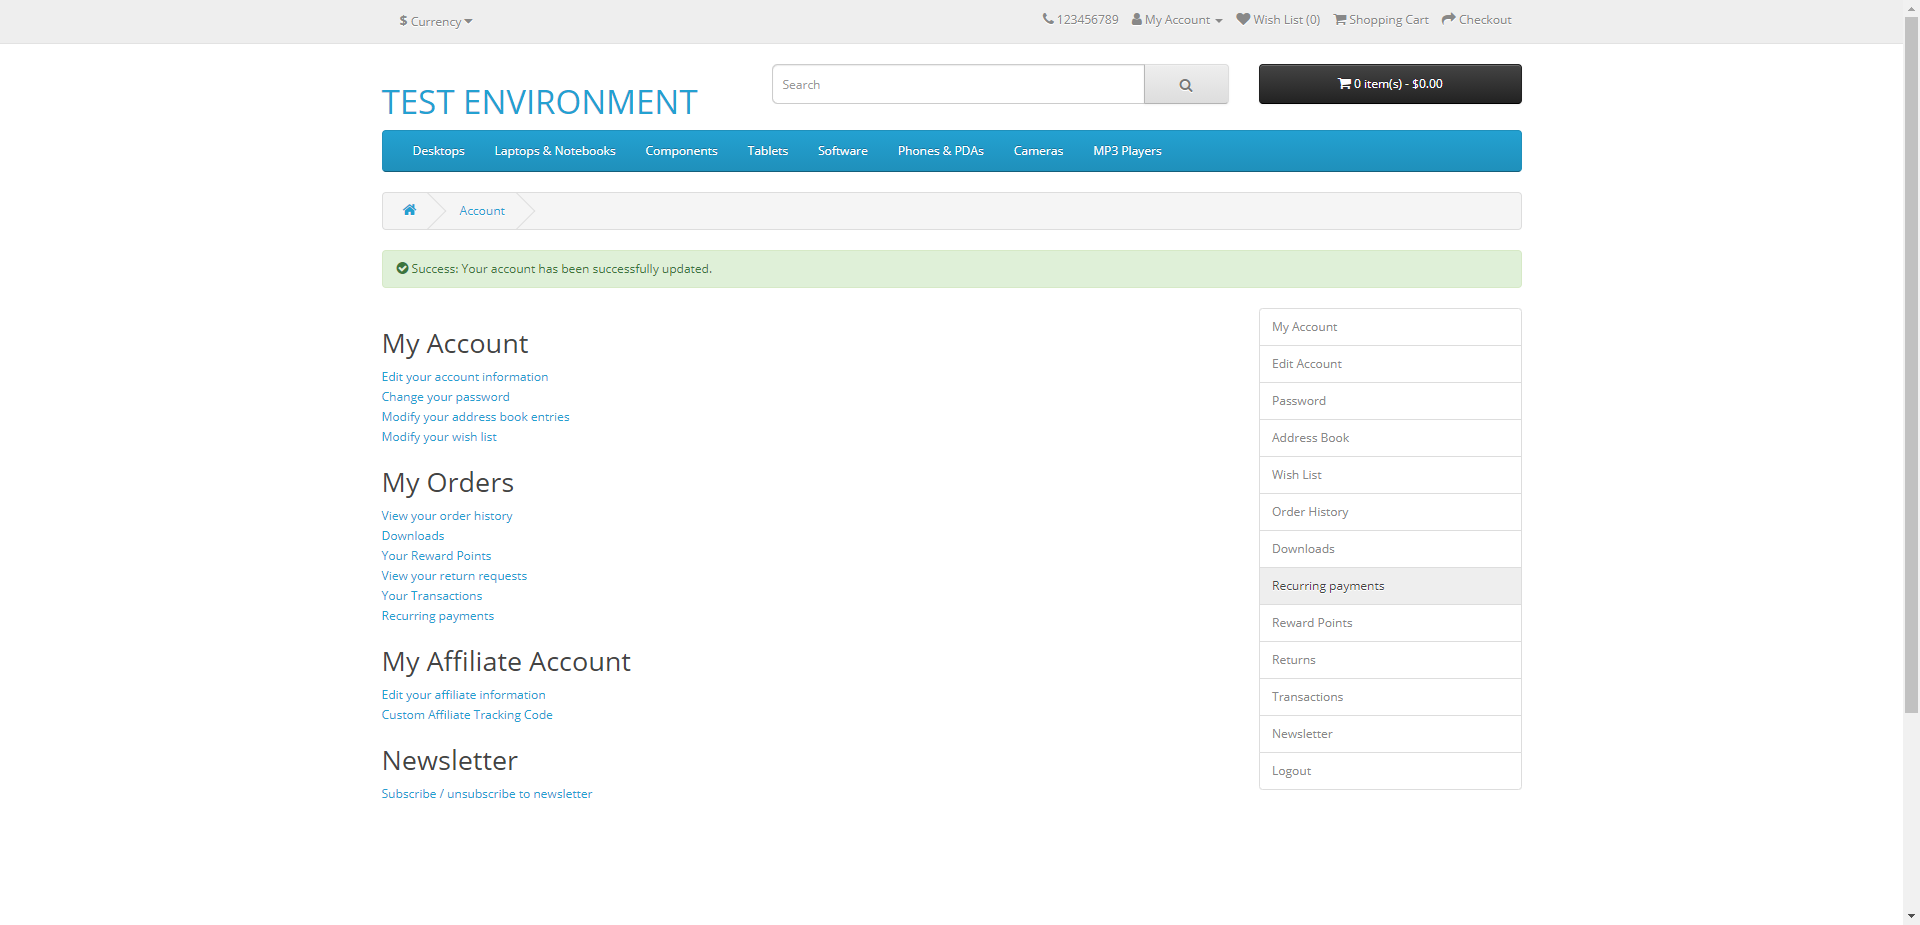 $ Currency
123456789 My Account Wish List (0) Shopping Cart Checkout
TEST ENVIRONMENT
Search
0 item(s) - $0.00
Desktops Laptops & Notebooks Components Tablets Software Phones & PDAs Cameras MP3 Players
Account
Success: Your account has been successfully updated.
My Account
Edit your account information
Change your password
Modify your address book entries
Modify your wish list
My Orders
View your order history
Downloads
Your Reward Points
View your return requests
Your Transactions
Recurring payments
My Affiliate Account
Edit your affiliate information
Custom Affiliate Tracking Code
Newsletter
Subscribe / unsubscribe to newsletter
My Account
Edit Account
Password
Address Book
Wish List
Order History
Downloads
Recurring payments
Reward Points
Returns
Transactions
Newsletter
Logout